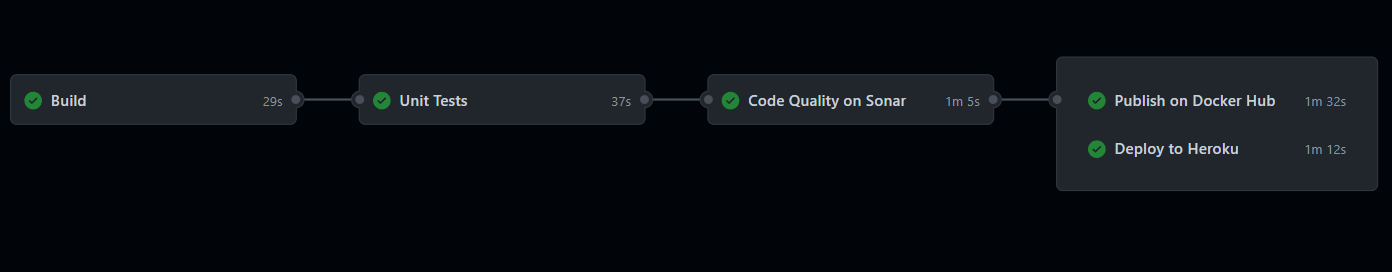 Build 29s
Unit Tests 37s
Code Quality on Sonar 1m 5s
Publish on Docker Hub 1m 32s
Deploy to Heroku 1m 12s